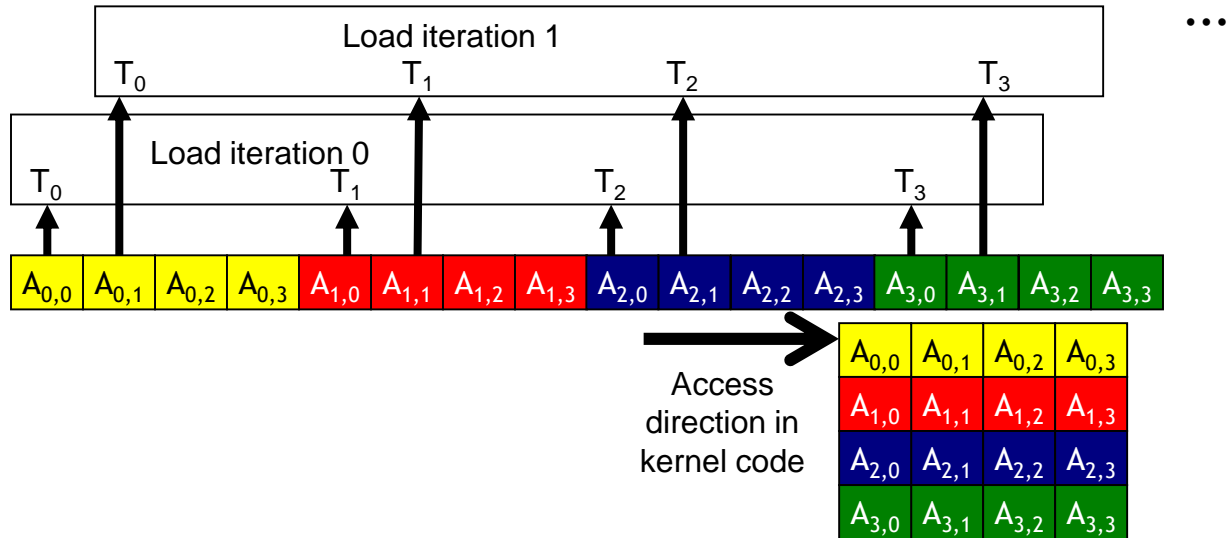 ...
Load iteration 1
T0 T1 T2 T3
Load iteration 0
T0 T1 T2 T3
A0,0 A0,1 A0,2 A0,3 A1,0 A1,1 A1,2 A1,3 A2,0 A2,1 A2,2 A2,3 A3,0 A3,1 A3,2 A3,3
Access
direction in
kernel code
A0,0 A0,1 A0,2 A0,3
A1,0 A1,1 A1,2 A1,3
A2,0 A2,1 A2,2 A2,3
A3,0 A3,1 A3,2 A3,3